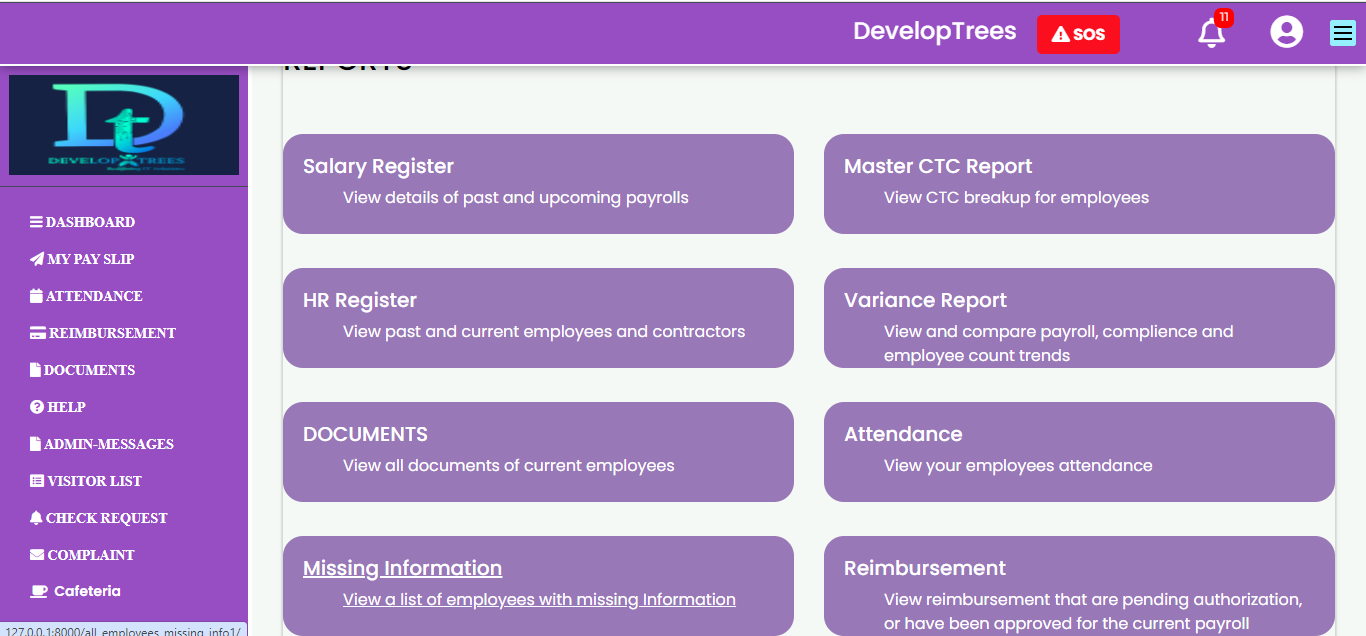 DevelopTrees
SOS
11
REPORTS
Dt
DEVELOP TREES
DASHBOARD
MY PAY SLIP
ATTENDANCE
REIMBURSEMENT
DOCUMENTS
HELP
ADMIN-MESSAGES
VISITOR LIST
CHECK REQUEST
COMPLAINT
Cafeteria
Salary Register
View details of past and upcoming payrolls
Master CTC Report
View CTC breakup for employees
HR Register
View past and current employees and contractors
Variance Report
View and compare payroll, complience and
employee count trends
DOCUMENTS
View all documents of current employees
Attendance
View your employees attendance
Missing Information
View a list of employees with missing Information
Reimbursement
View reimbursement that are pending authorization,
or have been approved for the current payroll
127.0.0.1:8000/all_employees_missing_info1/